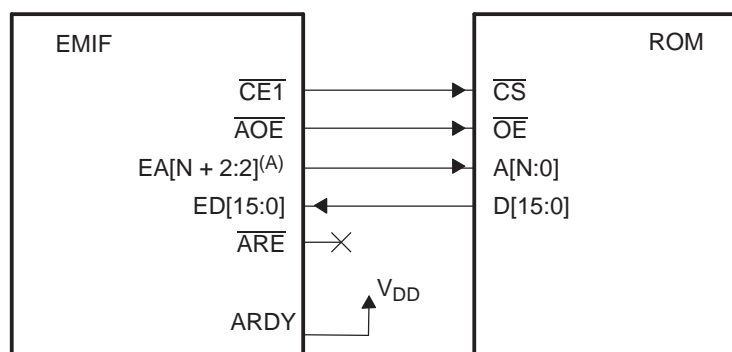 EMIF
ROM
CE1
CS
AOE
OE
EA[N + 2:2](A)
A[N:0]
ED[15:0]
D[15:0]
ARE
VDD
ARDY